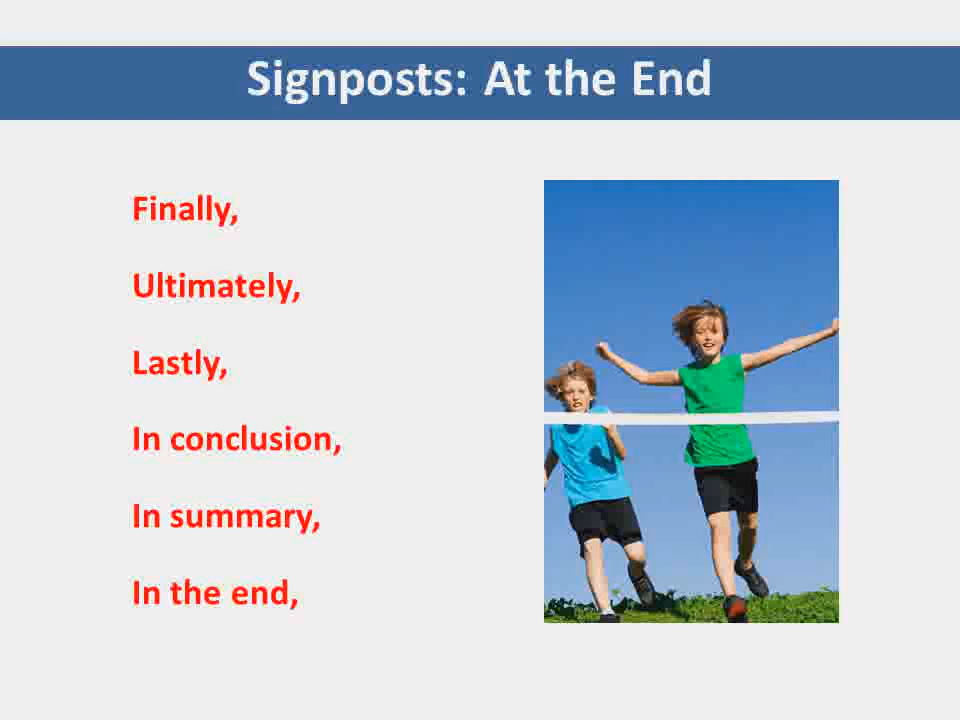 Signposts: At the End
Finally,
Ultimately,
Lastly,
In conclusion,
In summary,
In the end,